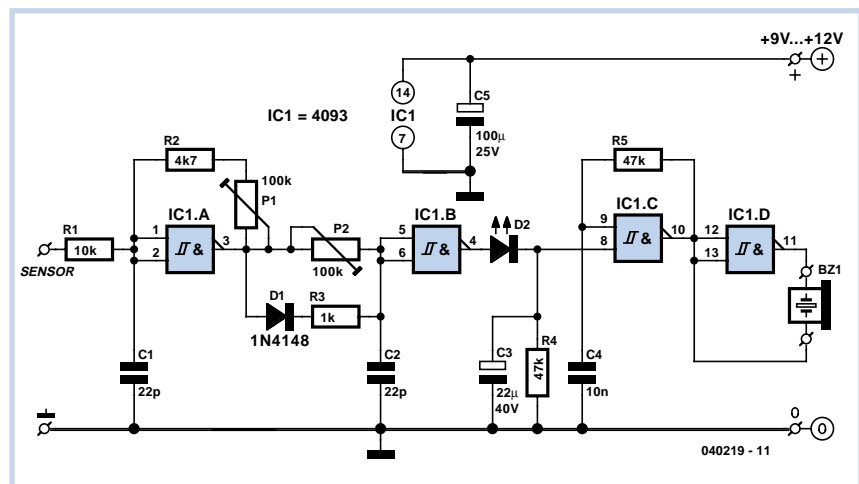 +9V...+12V
+
14
IC1
7
C5
100µ
25V
IC1 = 4093
R2
4k7
100k
P1
R5
47k
R1
10k
SENSOR
IC1.A
1
2
&
3
P2
100k
D1
1N4148
R3
1k
IC1.B
5
6
&
4
D2
IC1.C
9
8
&
10
IC1.D
12
13
&
11
BZ1
C1
22p
C2
22p
C3
22µ
40V
R4
47k
C4
10n
0
0
040219 - 11